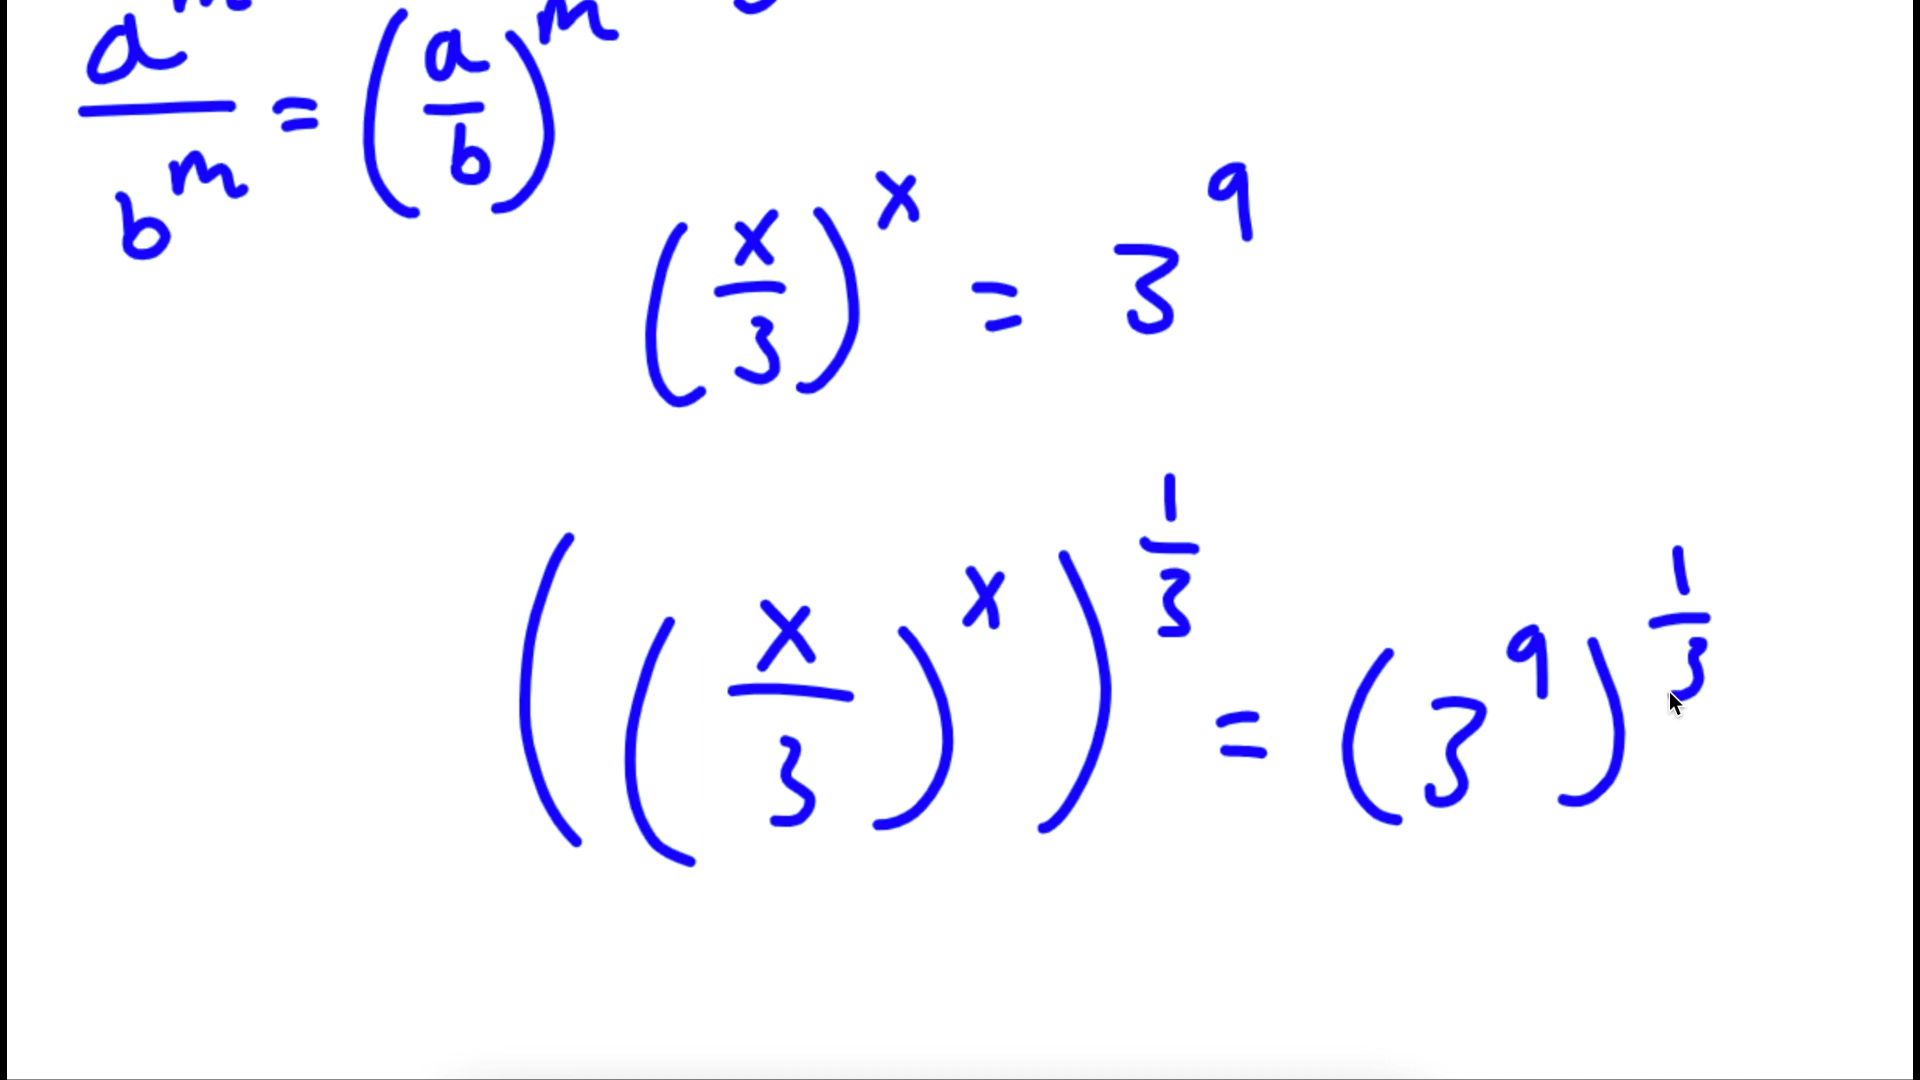 a^m/b^m = (a/b)^m
(x/3)^x = 3^9
((x/3)^x)^(1/3) = (3^9)^(1/3)